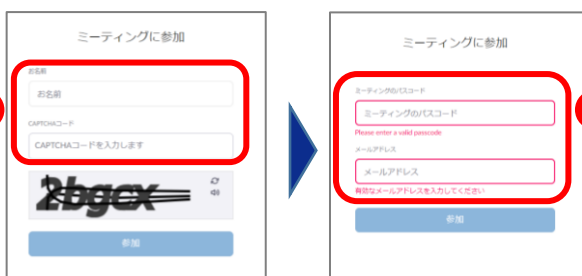 ミーティングに参加
お名前
お名前
CAPTCHAコード
CAPTCHAコードを入力します
2bgcx
参加
ミーティングに参加
ミーティングのパスコード
ミーティングのパスコード
Please enter a valid passcode
メールアドレス
メールアドレス
有効なメールアドレスを入力してください
参加